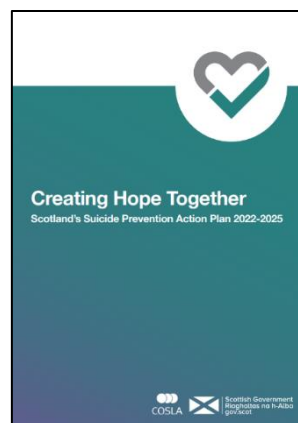 Creating Hope Together
Scotland's Suicide Prevention Action Plan 2022-2025
COSLA
Scottish Government
Riaghaltas na h-Alba
gov.scot